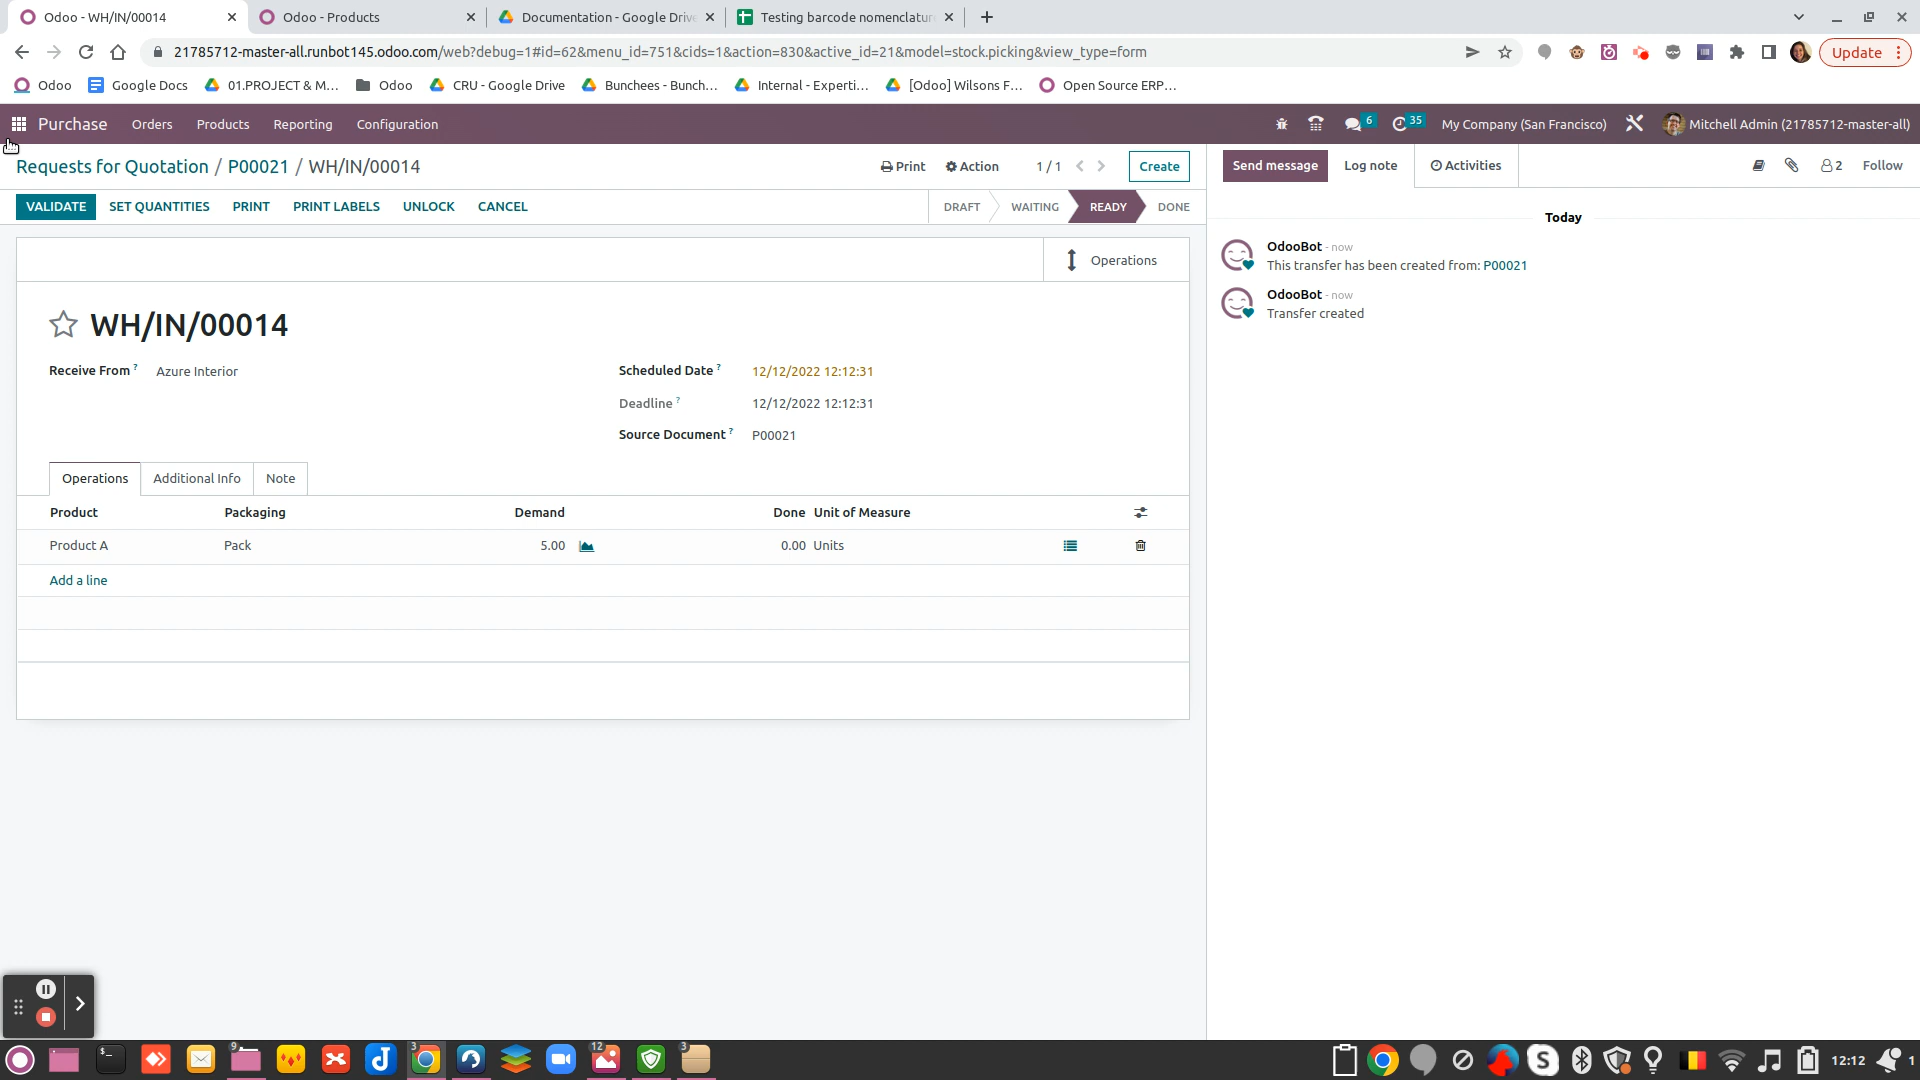 Odoo - WH/IN/00014
Odoo - Products
Documentation - Google Drive
Testing barcode nomenclatur
21785712-master-all.runbot145.odoo.com/web?debug=1#id=62&menu_id=751&cids=1&action=830&active_id=21&model=stock.picking&view_type=form
Update
Odoo
Google Docs
01.PROJECT & M...
Odoo
CRU - Google Drive
Bunchees - Bunch...
Internal - Experti...
[Odoo] Wilsons F...
Open Source ERP...
Purchase Orders Products Reporting Configuration
6
35
My Company (San Francisco)
Mitchell Admin (21785712-master-all)
Requests for Quotation / P00021 / WH/IN/00014
Print
Action
1 / 1
Create
VALIDATE SET QUANTITIES PRINT PRINT LABELS UNLOCK CANCEL
DRAFT WAITING READY DONE
Operations
WH/IN/00014
Receive From ? Azure Interior
Scheduled Date ? 12/12/2022 12:12:31
Deadline ? 12/12/2022 12:12:31
Source Document ? P00021
Operations Additional Info Note
Product Packaging Demand Done Unit of Measure
Product A Pack 5.00 0.00 Units
Add a line
Send message Log note Activities
2
Follow
Today
OdooBot - now
This transfer has been created from: P00021
OdooBot - now
Transfer created
9
3
12
3
S
12:12
1